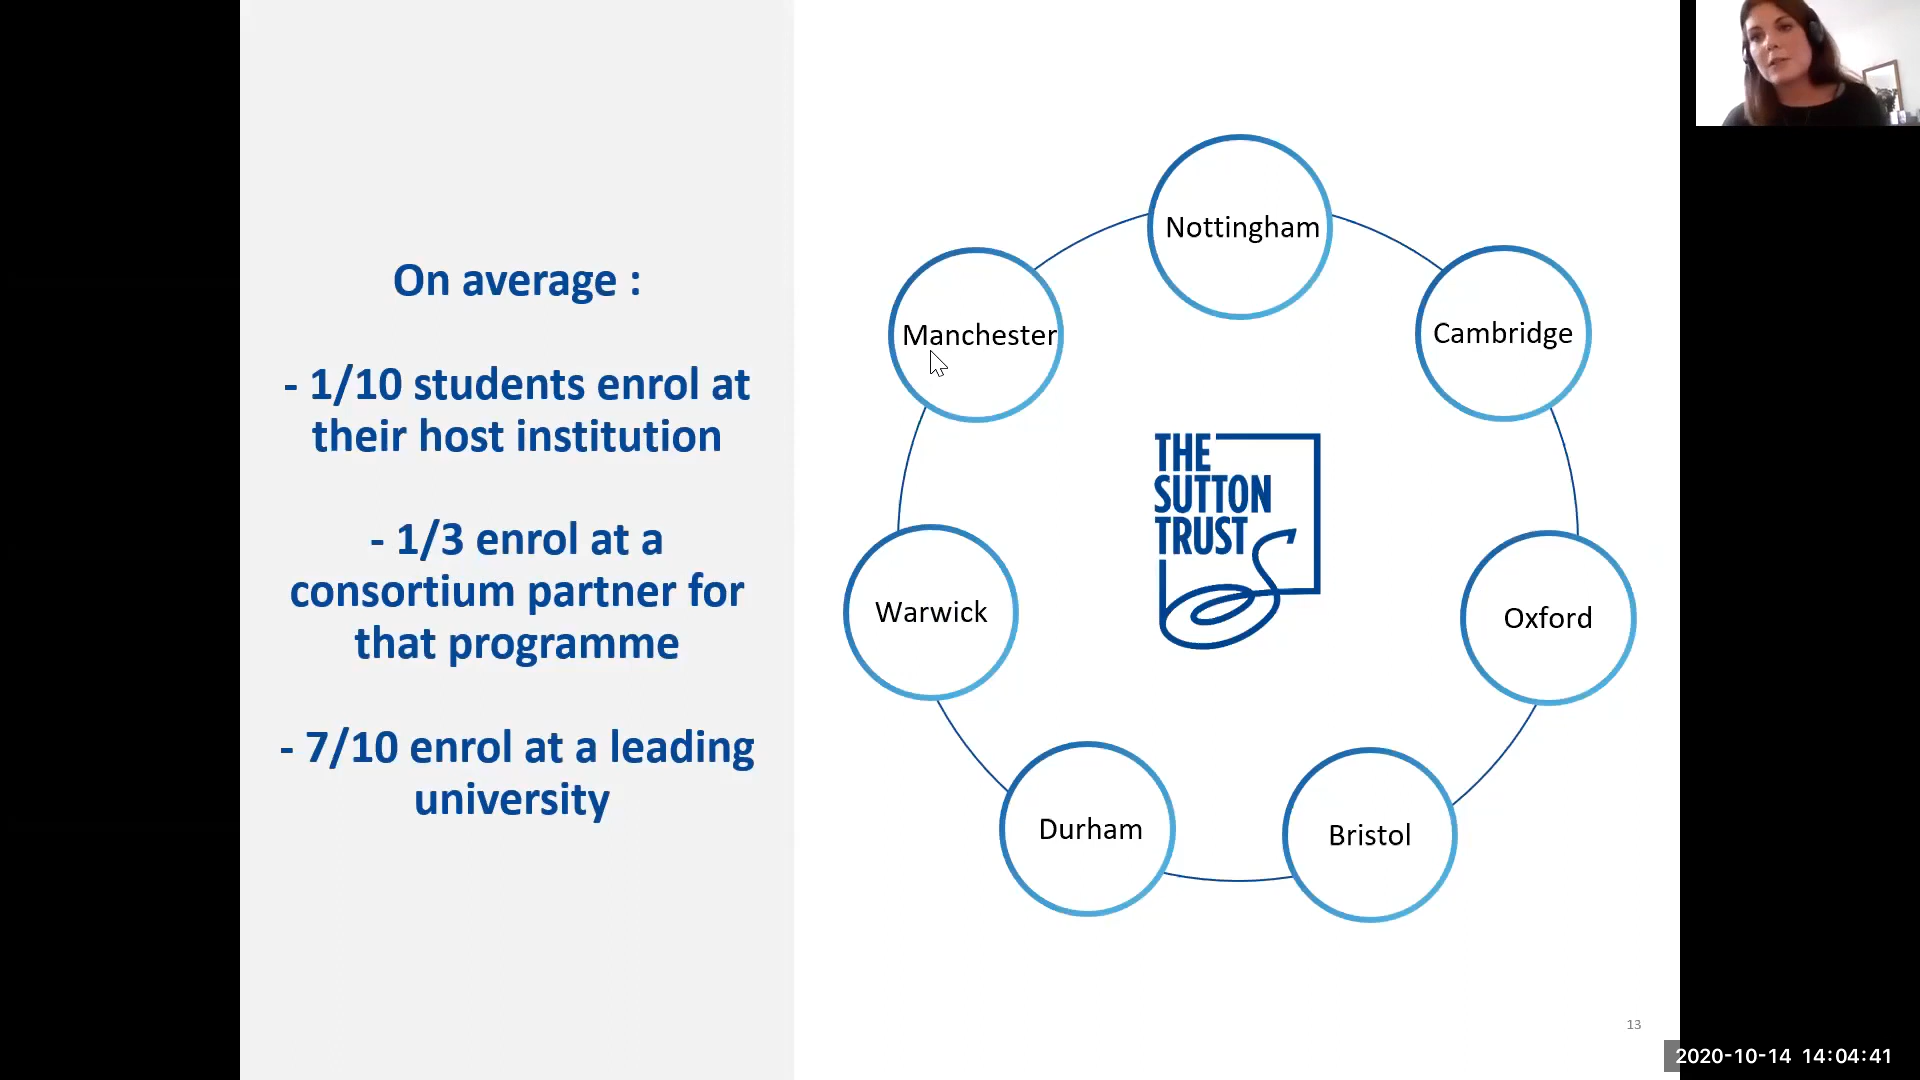 On average :
- 1/10 students enrol at
their host institution
- 1/3 enrol at a
consortium partner for
that programme
- 7/10 enrol at a leading
university
Nottingham
Manchester
Cambridge
THE
SUTTON
TRUST
Warwick
Oxford
Durham
Bristol
13
2020-10-14 14:04:41